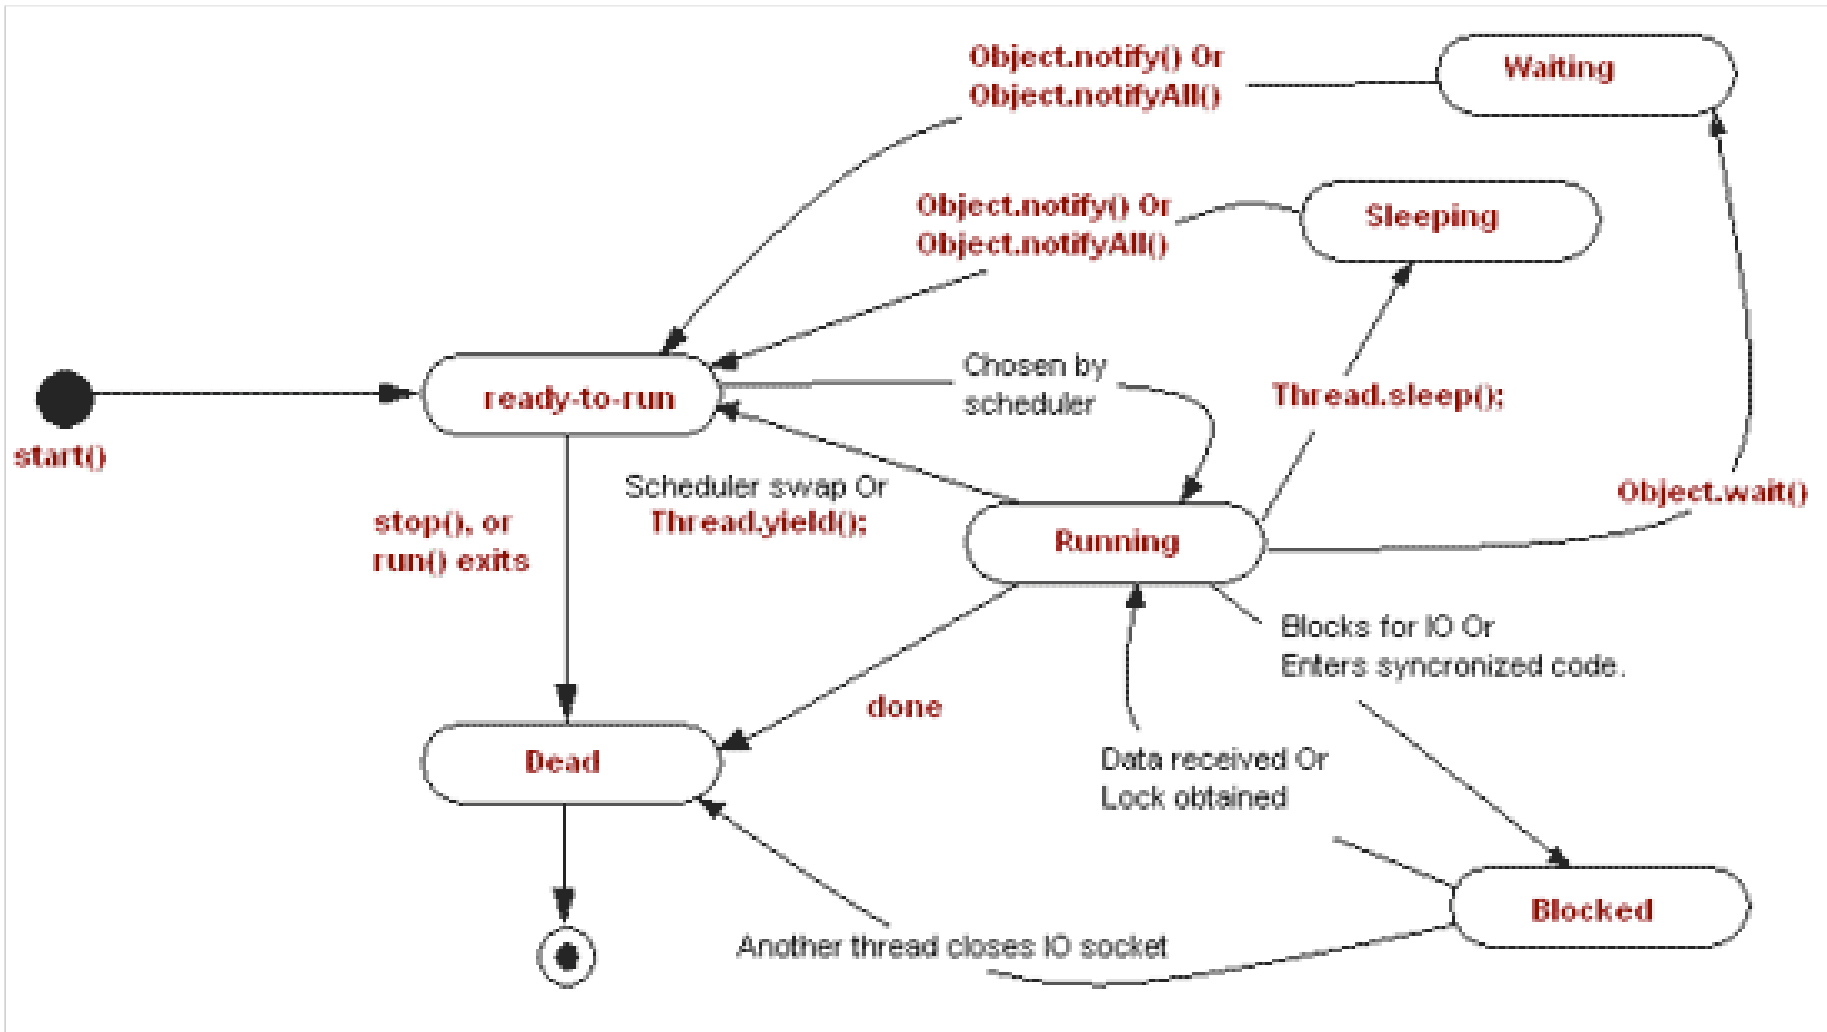 Object.notify() Or
Object.notifyAll()
Waiting
Object.notify() Or
Object.notifyAll()
Sleeping
Chosen by
scheduler
ready-to-run
Thread.sleep();
start()
Scheduler swap Or
Thread.yield();
Object.wait()
stop(), or
run() exits
Running
Blocks for IO Or
Enters syncronized code.
done
Dead
Data received Or
Lock obtained
Blocked
Another thread closes IO socket